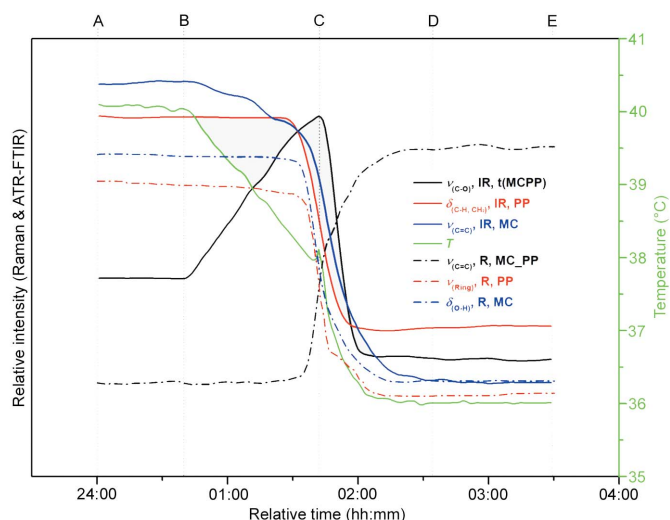 A B C D E
41
40
39
38
37
36
35
Temperature (°C)
Relative intensity (Raman & ATR-FTIR)
ν(C-O), IR, t(MCPP)
δ(C-H, CH₃), IR, PP
ν(C=C), IR, MC
T
ν(C=C), R, MC_PP
ν(Ring), R, PP
δ(O-H), R, MC
24:00 01:00 02:00 03:00 04:00
Relative time (hh:mm)